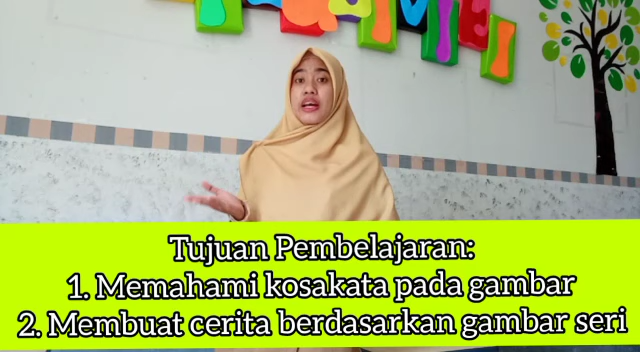 Tujuan Pembelajaran:
1. Memahami kosakata pada gambar
2. Membuat cerita berdasarkan gambar seri